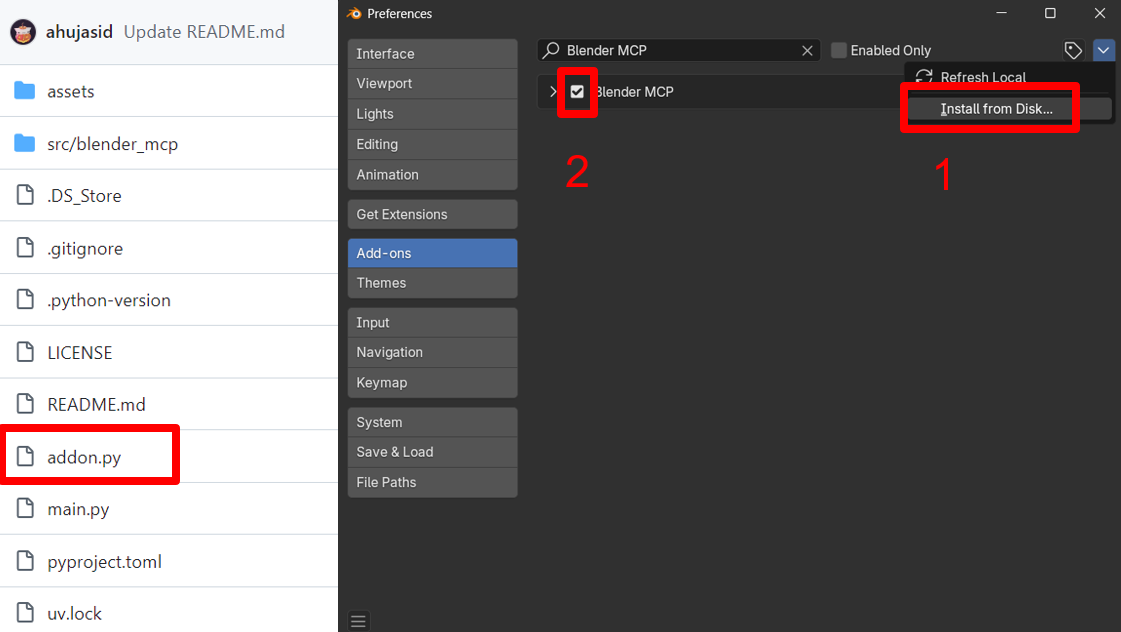 ahujasid Update README.md
assets
src/blender_mcp
.DS_Store
.gitignore
.python-version
LICENSE
README.md
addon.py
main.py
pyproject.toml
uv.lock
Preferences
Interface
Viewport
Lights
Editing
Animation
Get Extensions
Add-ons
Themes
Input
Navigation
Keymap
System
Save & Load
File Paths
Blender MCP
Enabled Only
Refresh Local
Blender MCP
Install from Disk...
2
1